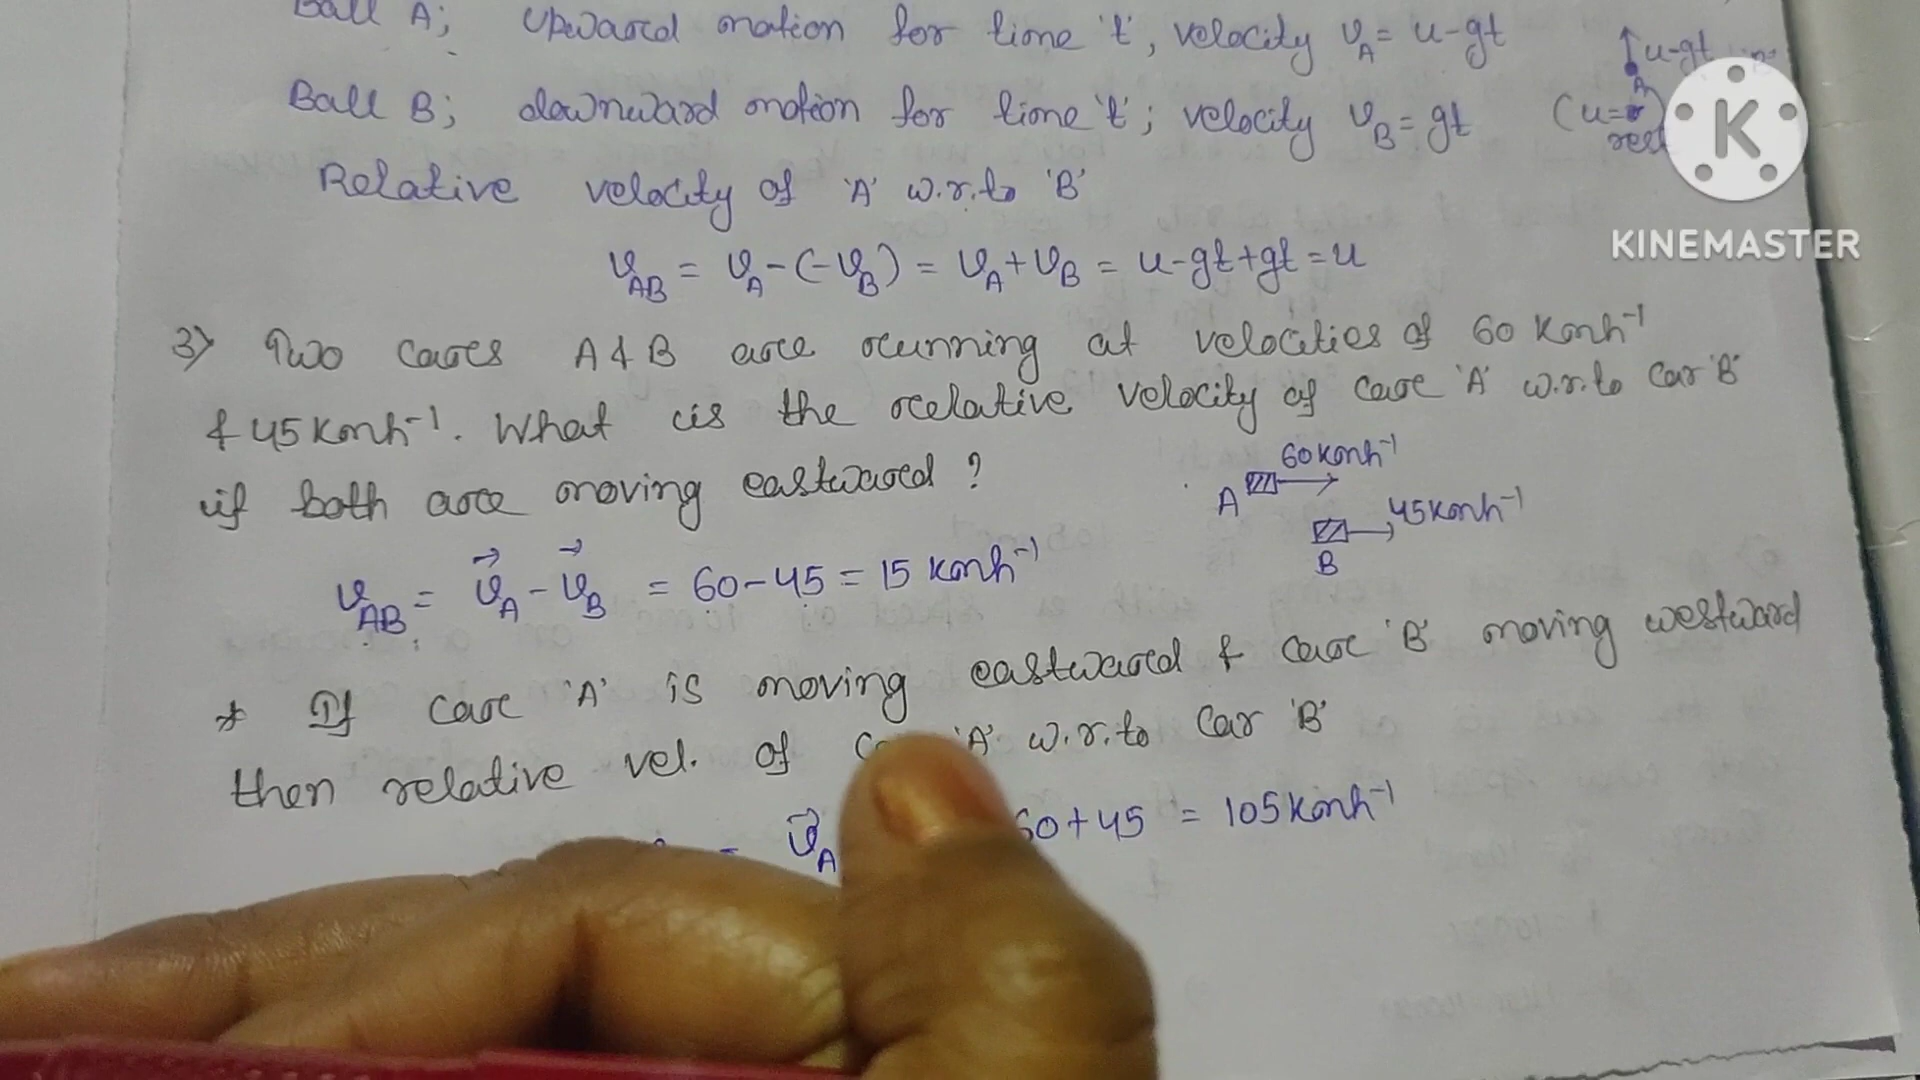 Ball A; Upward motion for time 't', velocity v_A = u-gt
↑u-gt
A
Ball B; downward motion for time 't'; velocity v_B = gt (u=
rest
Relative velocity of 'A' w.r.to 'B'
v_AB = v_A-(-v_B) = v_A+v_B = u-gt+gt = u
KINEMASTER
3) Two cars A & B are running at velocities of 60 Kmh⁻¹
& 45 Kmh⁻¹. What is the relative velocity of car 'A' w.r.to Car 'B'
if both are moving eastward?
A 60 Kmh⁻¹
B 45 Kmh⁻¹
v_AB = v⃗_A - v⃗_B = 60-45 = 15 Kmh⁻¹
* If car 'A' is moving eastward & car 'B' moving westward
then relative vel. of 'A' w.r.to Car 'B'
= v⃗_A 60+45 = 105 Kmh⁻¹